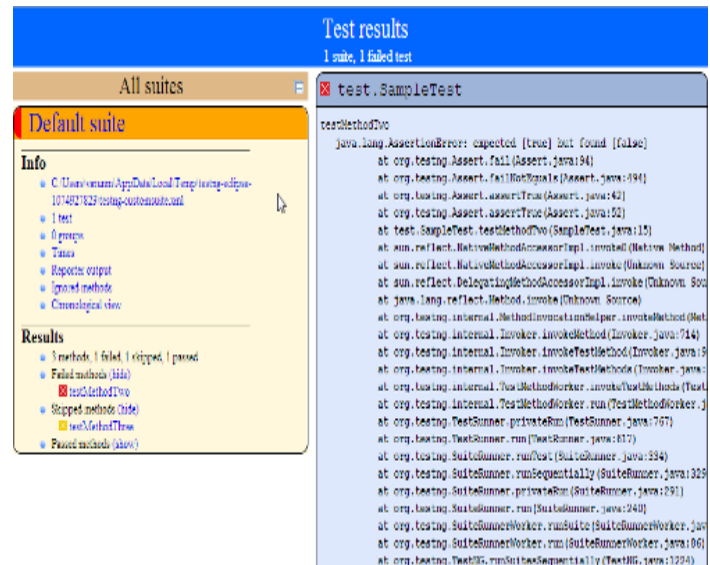 Test results
1 suite, 1 failed test
All suites
Default suite
Info
1 test
0 groups
Times
Reporter output
Ignored methods
Chronological view
Results
3 methods, 1 failed, 1 skipped, 1 passed
Failed methods (hide)
testMethodTwo
Skipped methods (hide)
testMethodThree
Passed methods (show)
test.SampleTest
testMethodTwo
java.lang.AssertionError: expected [true] but found [false]
at org.testng.Assert.fail(Assert.java:94)
at org.testng.Assert.failNotEquals(Assert.java:494)
at org.testng.Assert.assertTrue(Assert.java:42)
at org.testng.Assert.assertTrue(Assert.java:52)
at test.SampleTest.testMethodTwo(SampleTest.java:15)
at sun.reflect.NativeMethodAccessorImpl.invoke0(Native Method)
at sun.reflect.NativeMethodAccessorImpl.invoke(Unknown Source)
at sun.reflect.DelegatingMethodAccessorImpl.invoke(Unknown Sou
at java.lang.reflect.Method.invoke(Unknown Source)
at org.testng.internal.MethodInvocationHelper.invokeMethod(Met
at org.testng.internal.Invoker.invokeMethod(Invoker.java:714)
at org.testng.internal.Invoker.invokeTestMethod(Invoker.java:9
at org.testng.internal.Invoker.invokeTestMethods(Invoker.java:
at org.testng.internal.TestMethodWorker.invokeTestMethods(Test
at org.testng.internal.TestMethodWorker.run(TestMethodWorker.j
at org.testng.TestRunner.privateRun(TestRunner.java:767)
at org.testng.TestRunner.run(TestRunner.java:617)
at org.testng.SuiteRunner.runTest(SuiteRunner.java:334)
at org.testng.SuiteRunner.runSequentially(SuiteRunner.java:329
at org.testng.SuiteRunner.privateRun(SuiteRunner.java:291)
at org.testng.SuiteRunner.run(SuiteRunner.java:240)
at org.testng.SuiteRunnerWorker.runSuite(SuiteRunnerWorker.jav
at org.testng.SuiteRunnerWorker.run(SuiteRunnerWorker.java:86)
at org.testng.TestNG.runSuitesSequentially(TestNG.java:1224)